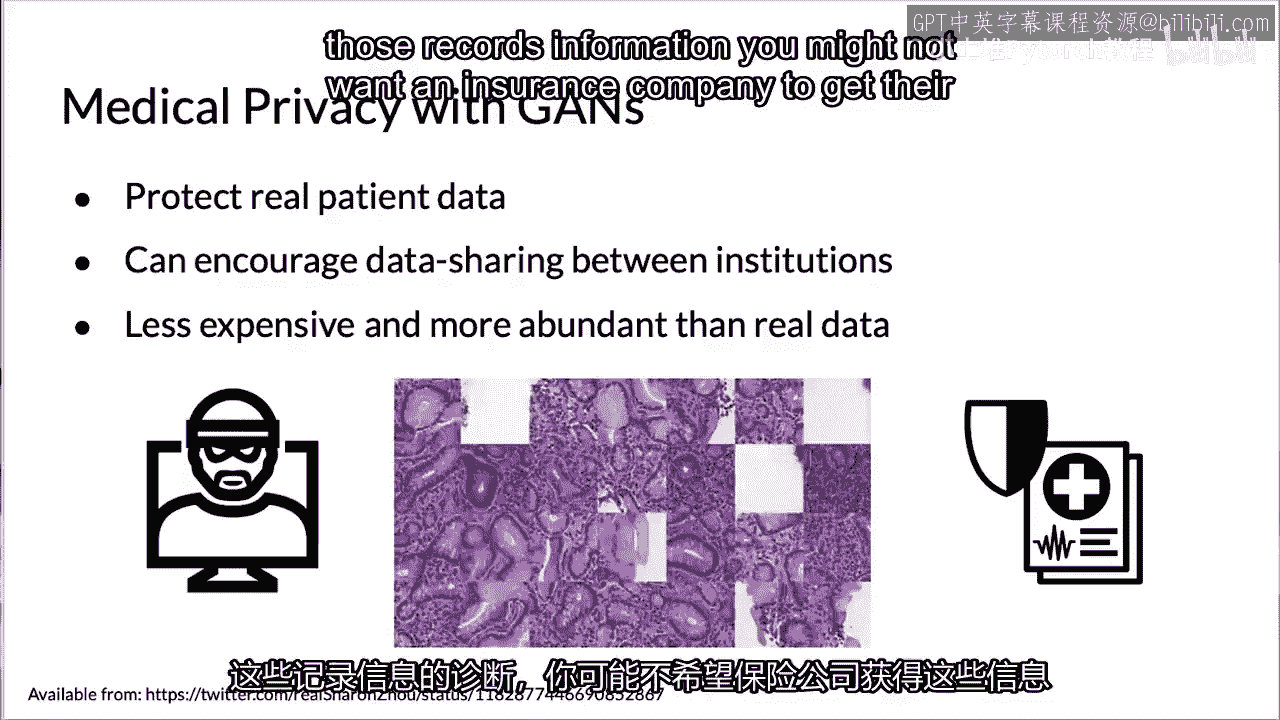 GPT中英字幕课程资源@bilibili.com
those records information you might not
want an insurance company to get their
Medical Privacy with GANs
● Protect real patient data
● Can encourage data-sharing between institutions
● Less expensive and more abundant than real data
这些记录信息的诊断，你可能不希望保险公司获得这些信息
Available from: https://twitter.com/realSharonZhou/status/1182877446690852867